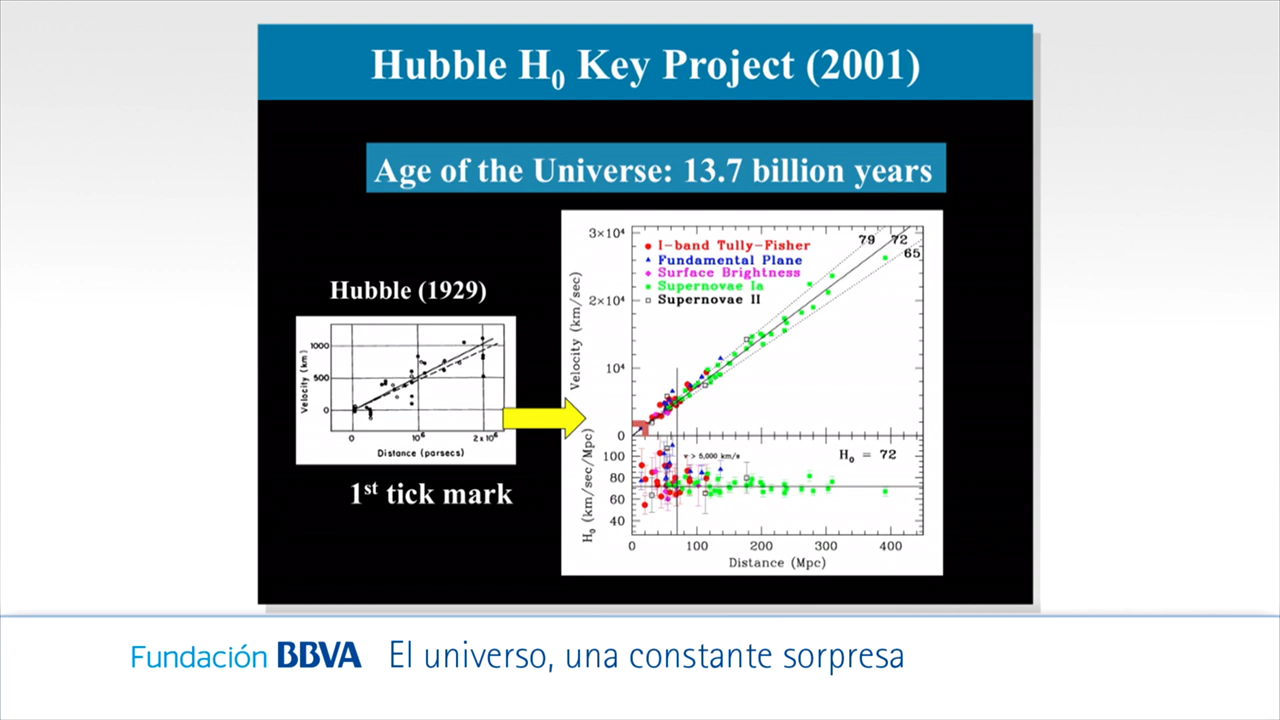 Hubble H₀ Key Project (2001)
Age of the Universe: 13.7 billion years
Hubble (1929)
Velocity (km)
1000
500
0
0
10⁶
2 x 10⁶
Distance (parsecs)
1ˢᵗ tick mark
I-band Tully-Fisher
Fundamental Plane
Surface Brightness
Supernovae Ia
Supernovae II
79
72
65
Velocity (km/sec)
3×10⁴
2×10⁴
10⁴
0
v > 5,000 km/s
H₀ = 72
H₀ (km/sec/Mpc)
100
80
60
40
0
100
200
300
400
Distance (Mpc)
Fundación BBVA El universo, una constante sorpresa